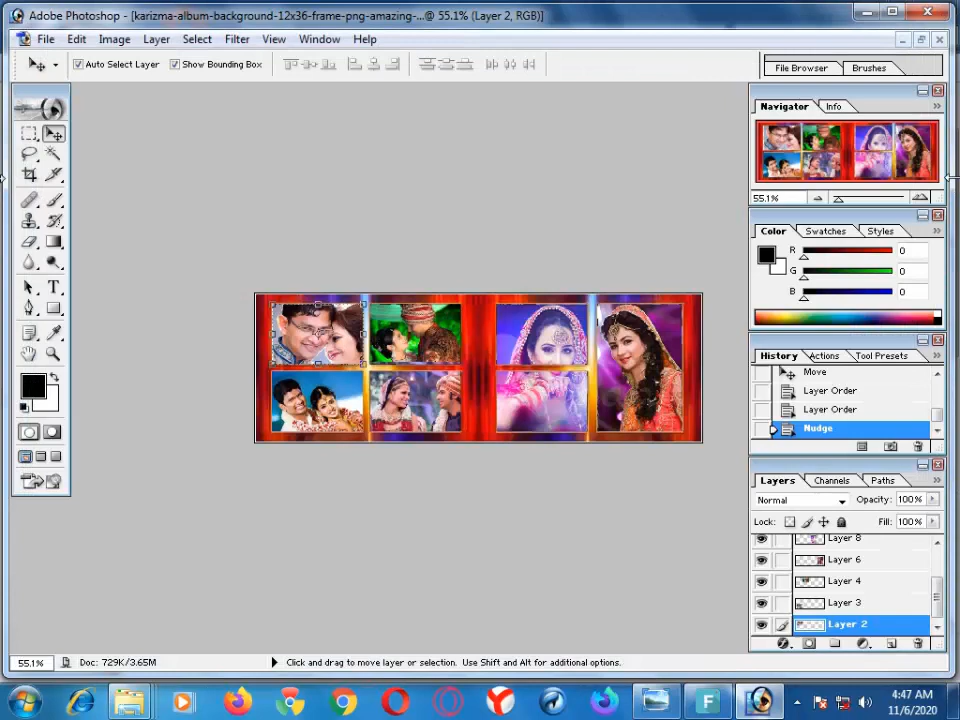 Adobe Photoshop - [karizma-album-background-12x36-frame-png-amazing-...@ 55.1% (Layer 2, RGB)]
File Edit Image Layer Select Filter View Window Help
Auto Select Layer Show Bounding Box File Browser Brushes
Navigator Info
55.1%
Color Swatches Styles
R 0
G 0
B 0
History Actions Tool Presets
Move
Layer Order
Layer Order
Nudge
Layers Channels Paths
Normal Opacity: 100%
Lock: Fill: 100%
Layer 8
Layer 6
Layer 4
Layer 3
Layer 2
T
55.1% Doc: 729K/3.65M Click and drag to move layer or selection. Use Shift and Alt for additional options.
F
4:47 AM
11/6/2020